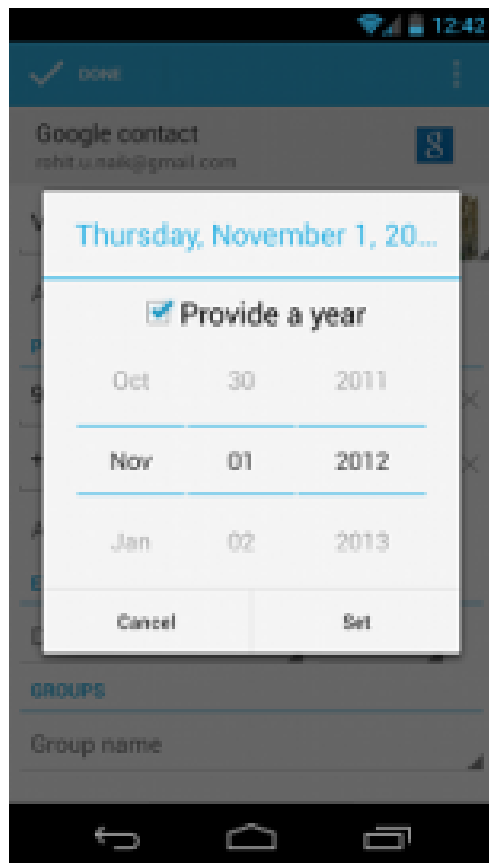 12:42
DONE
Google contact
rohit.u.naik@gmail.com
8
Thursday, November 1, 20...
Provide a year
Oct 30 2011
Nov 01 2012
Jan 02 2013
Cancel Set
GROUPS
Group name